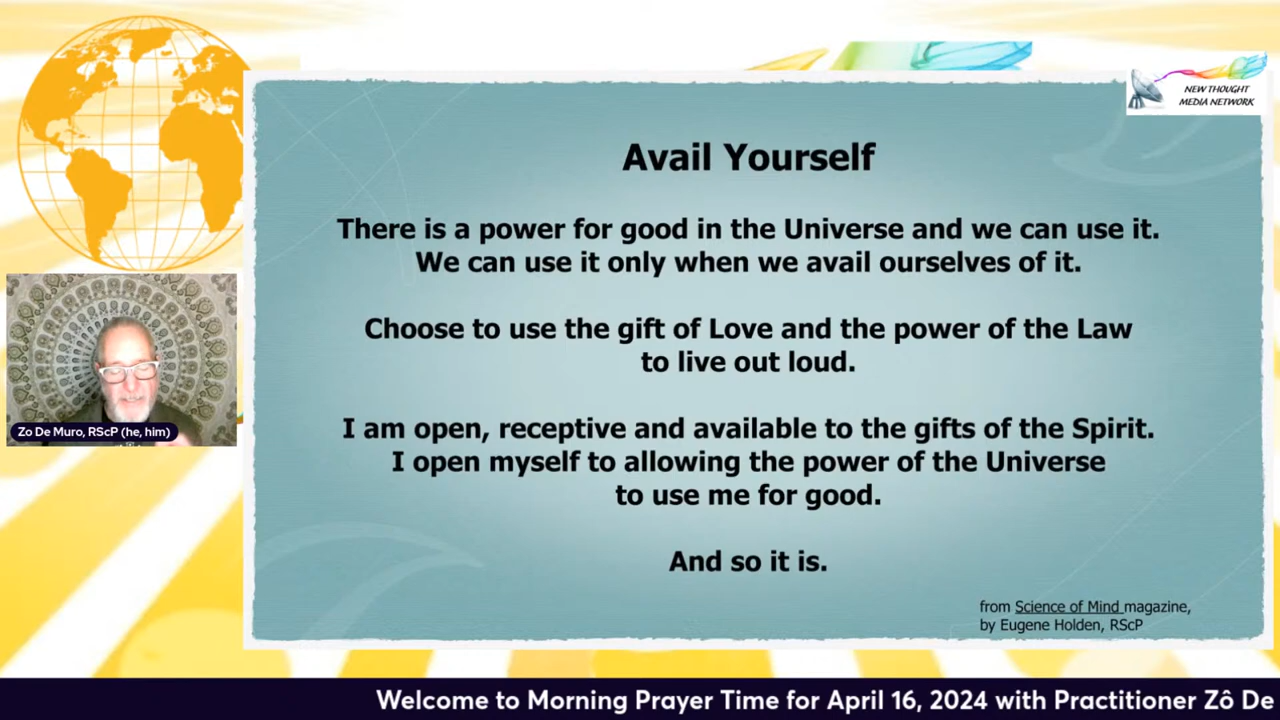 NEW THOUGHT
MEDIA NETWORK
Avail Yourself
There is a power for good in the Universe and we can use it.
We can use it only when we avail ourselves of it.
Choose to use the gift of Love and the power of the Law
to live out loud.
I am open, receptive and available to the gifts of the Spirit.
I open myself to allowing the power of the Universe
to use me for good.
And so it is.
from Science of Mind magazine,
by Eugene Holden, RScP
Zo De Muro, RScP (he, him)
Welcome to Morning Prayer Time for April 16, 2024 with Practitioner Zô De